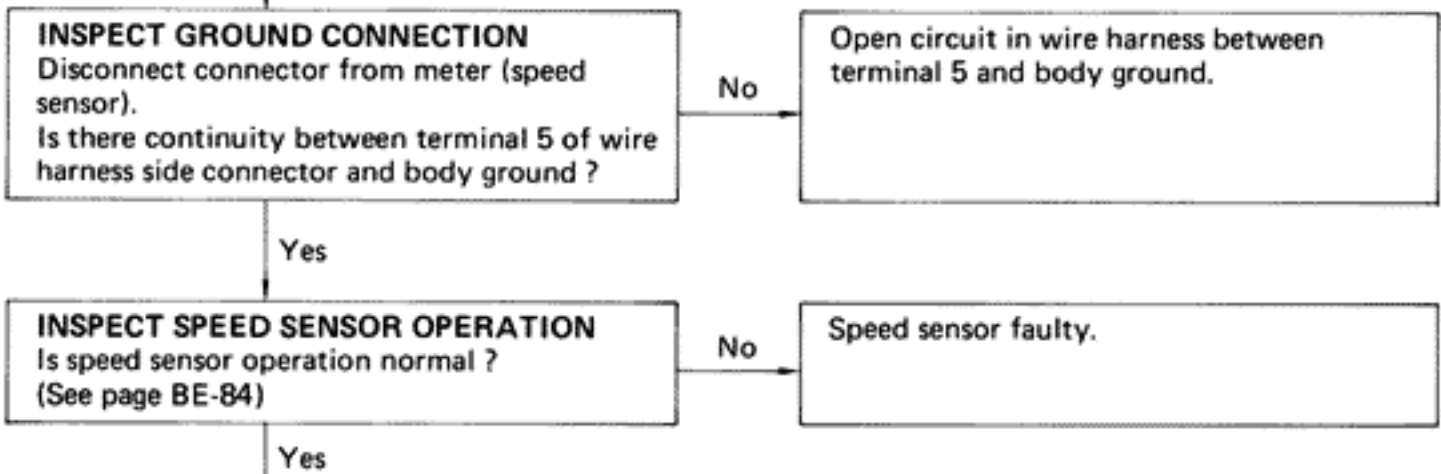 INSPECT GROUND CONNECTION
Disconnect connector from meter (speed
sensor).
Is there continuity between terminal 5 of wire
harness side connector and body ground ?
No
Open circuit in wire harness between
terminal 5 and body ground.
Yes
INSPECT SPEED SENSOR OPERATION
Is speed sensor operation normal ?
(See page BE-84)
No
Speed sensor faulty.
Yes